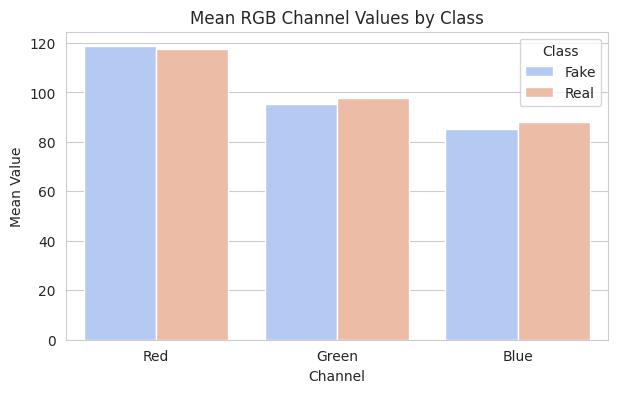 Mean RGB Channel Values by Class
120
100
80
60
40
20
0
Mean Value
Class
Fake
Real
Red
Green
Blue
Channel